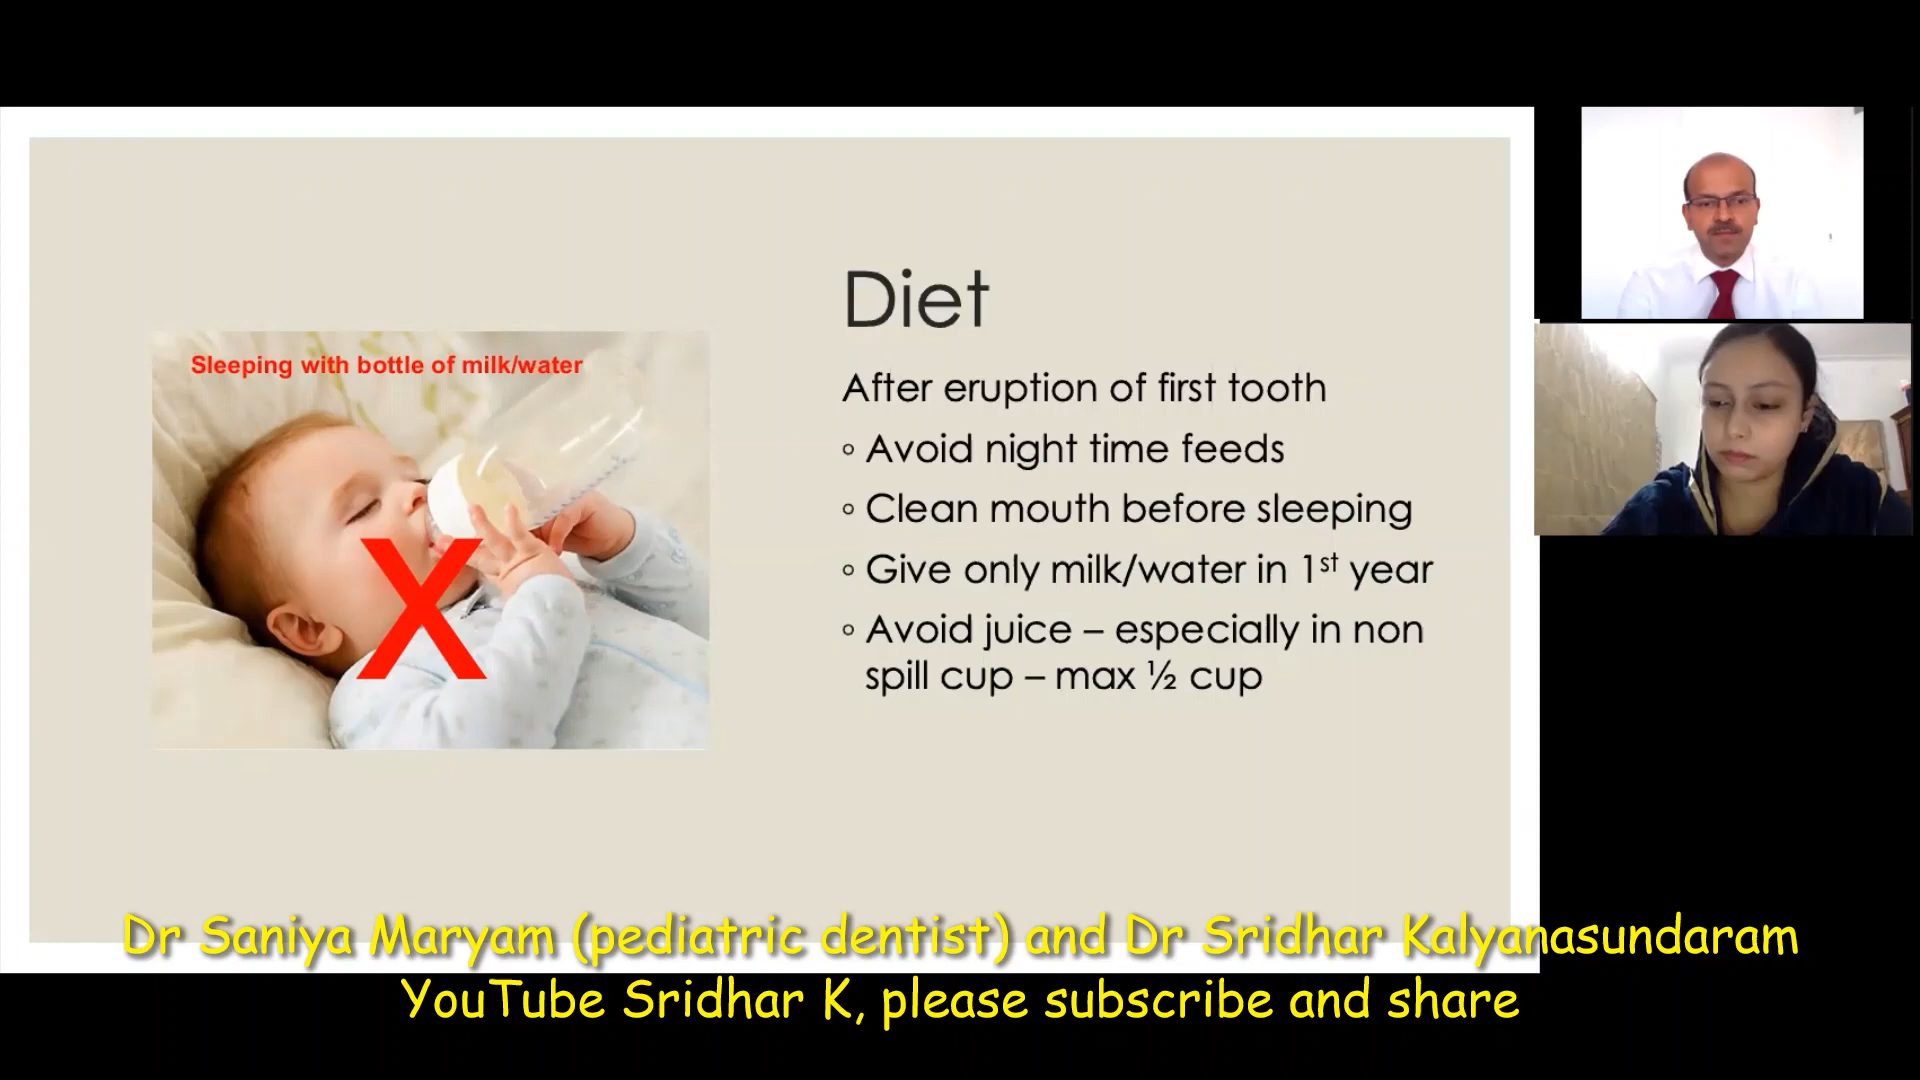 Sleeping with bottle of milk/water
X
Diet
After eruption of first tooth
◦ Avoid night time feeds
◦ Clean mouth before sleeping
◦ Give only milk/water in 1st year
◦ Avoid juice – especially in non
spill cup – max ½ cup
Dr Saniya Maryam (pediatric dentist) and Dr Sridhar Kalyanasundaram
YouTube Sridhar K, please subscribe and share